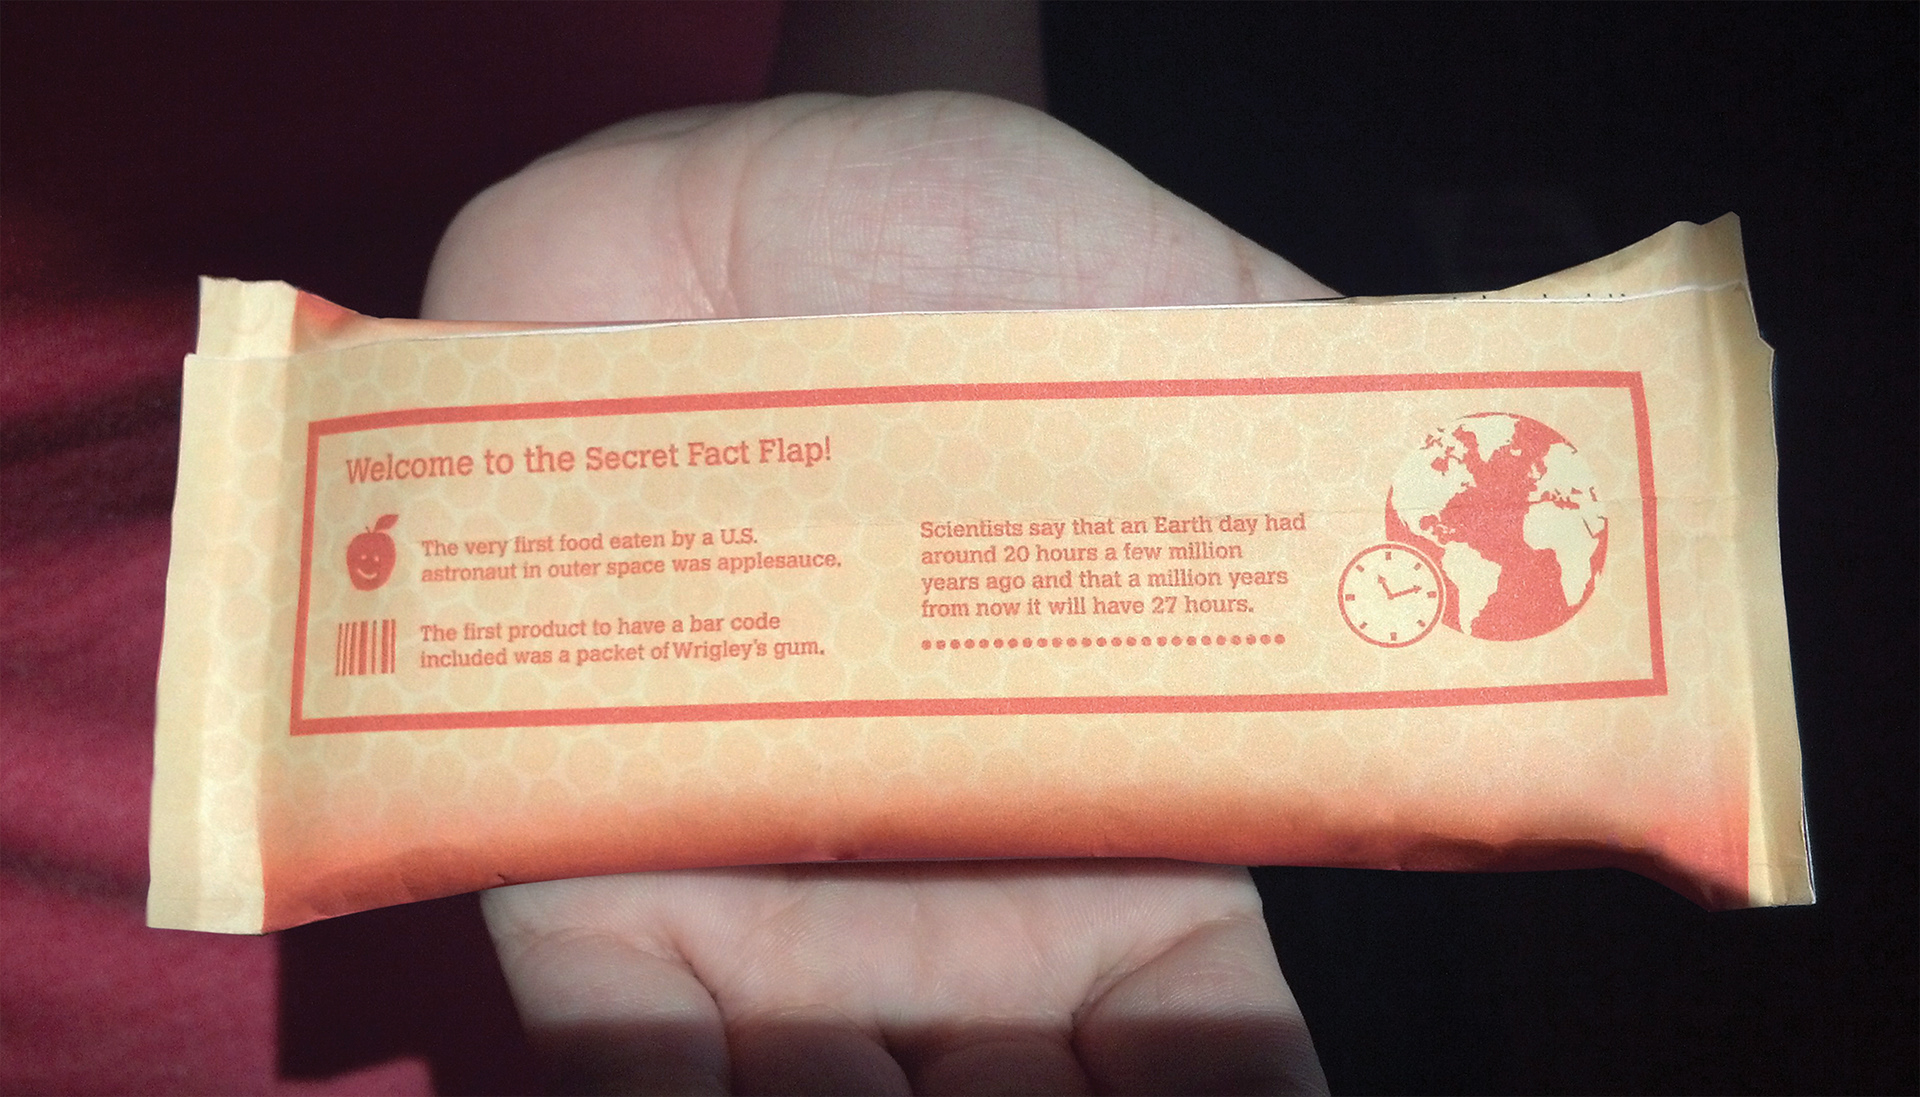 Welcome to the Secret Fact Flap!
The very first food eaten by a U.S.
astronaut in outer space was applesauce.
The first product to have a bar code
included was a packet of Wrigley's gum.
Scientists say that an Earth day had
around 20 hours a few million
years ago and that a million years
from now it will have 27 hours.